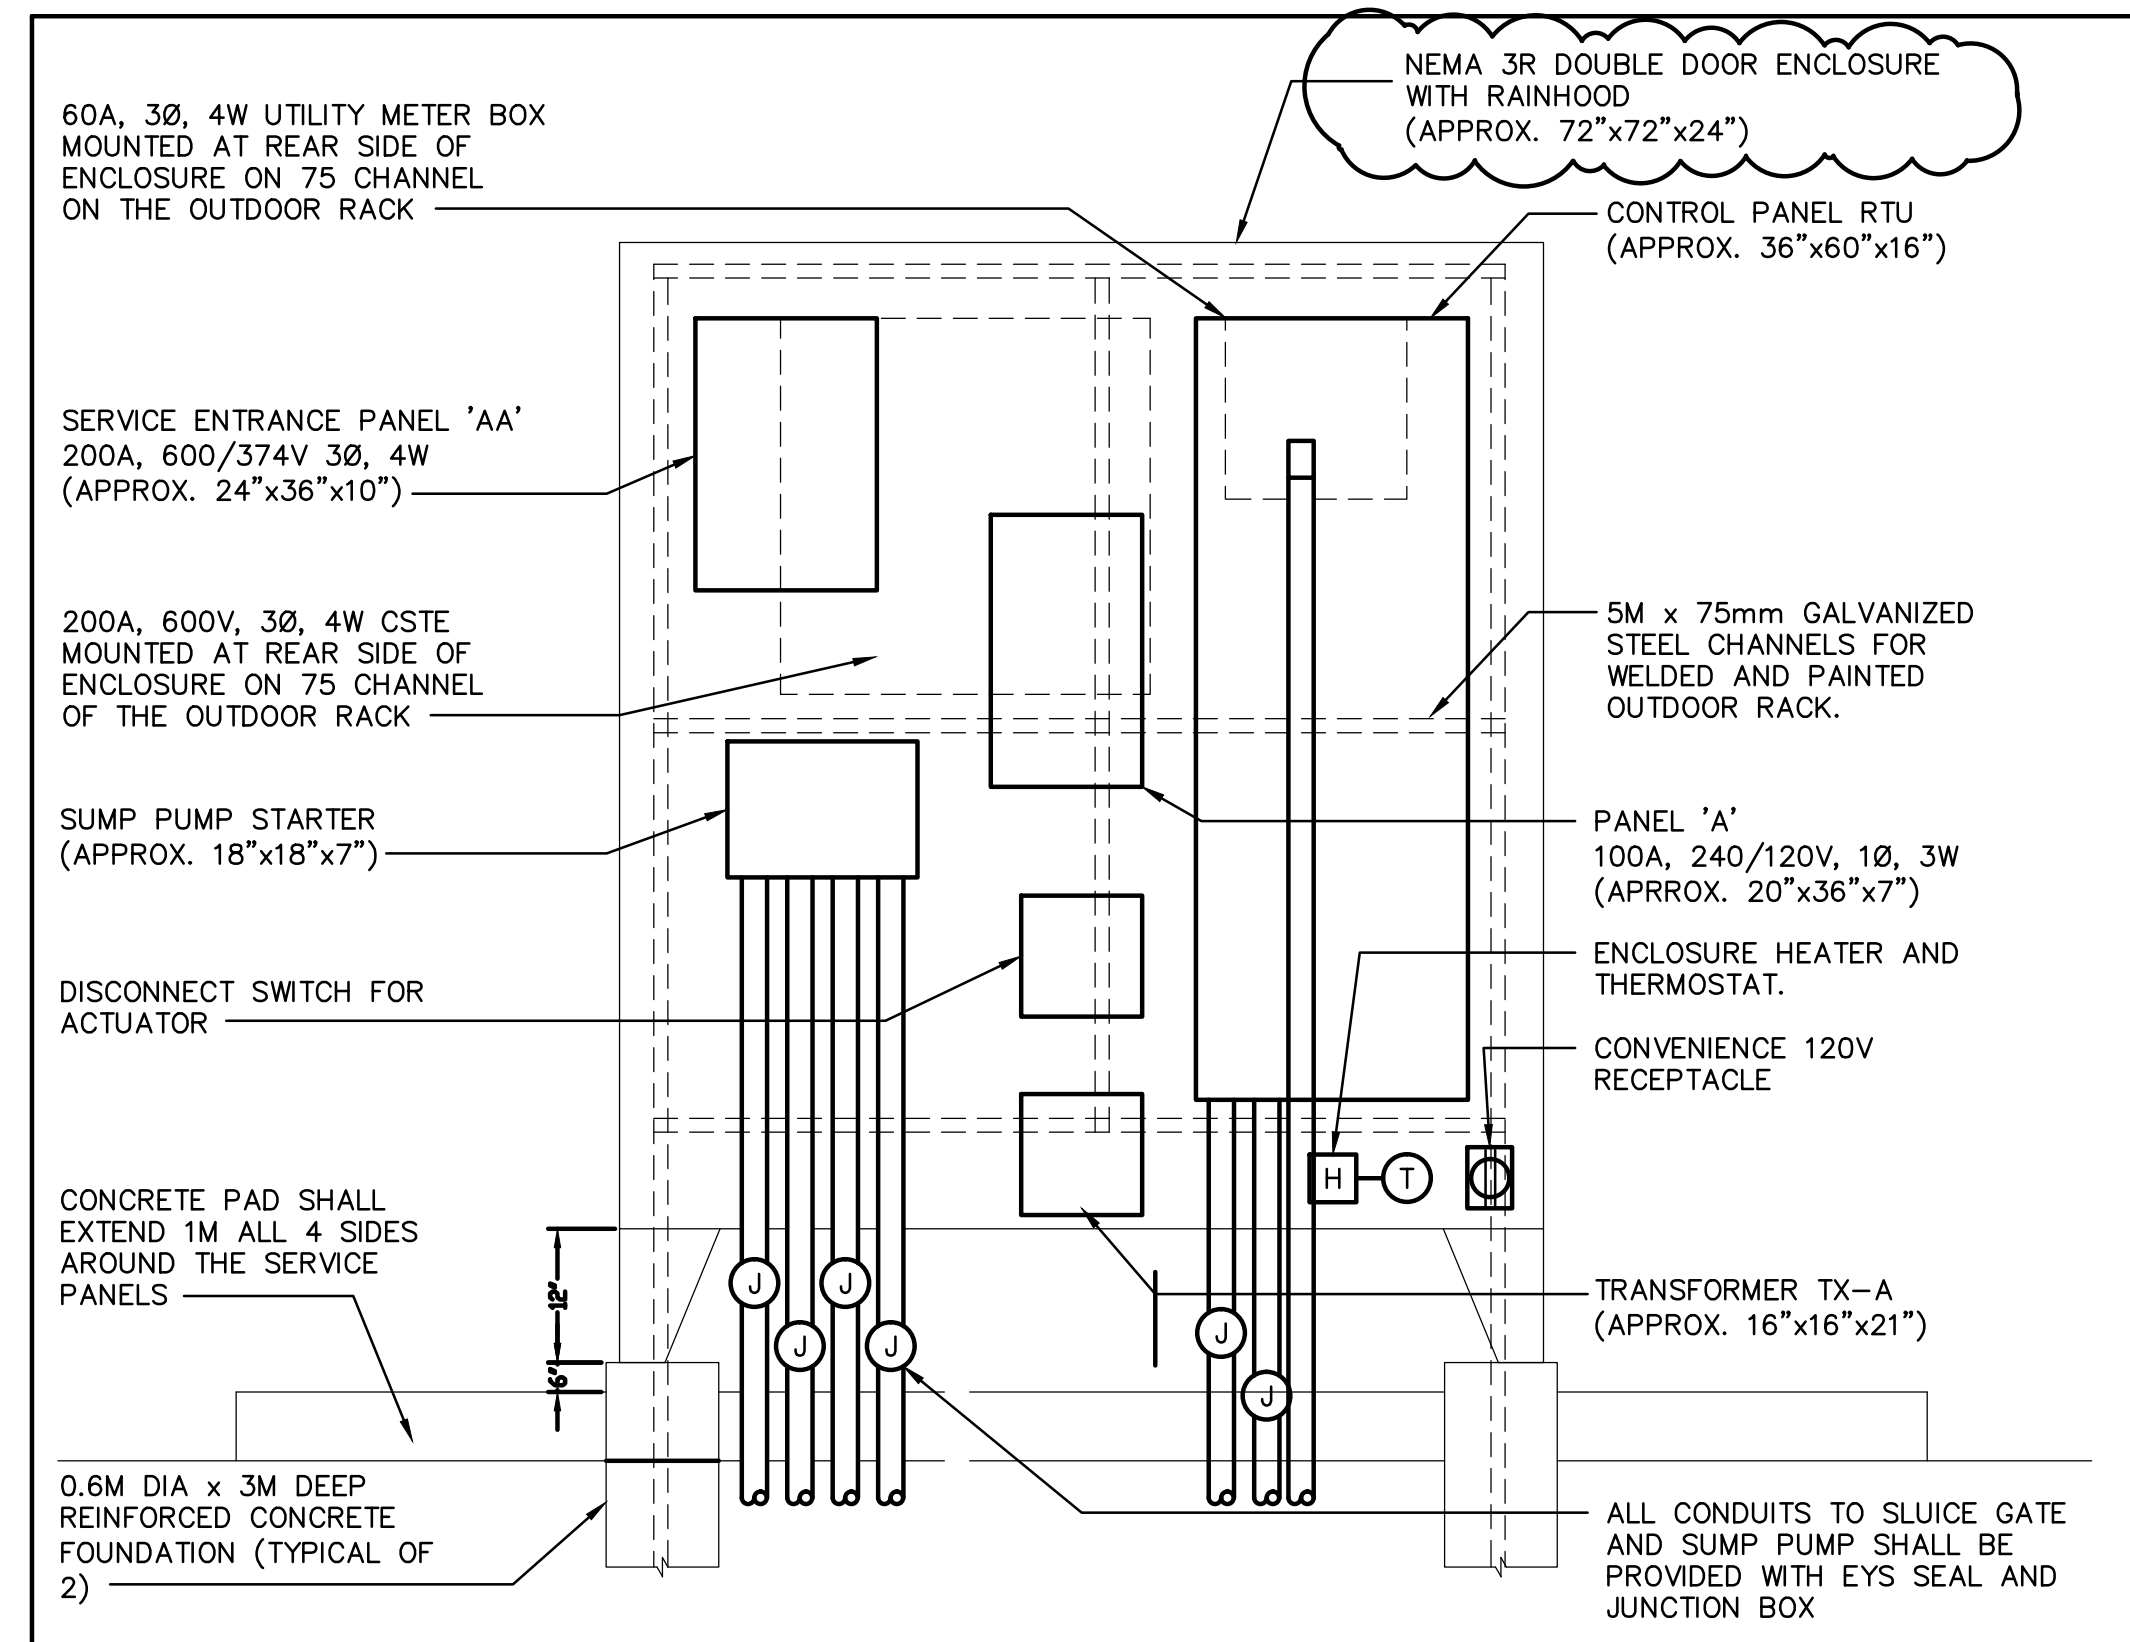 NEMA 3R DOUBLE DOOR ENCLOSURE
WITH RAINHOOD
(APPROX. 72"x72"x24")
60A, 3Ø, 4W UTILITY METER BOX
MOUNTED AT REAR SIDE OF
ENCLOSURE ON 75 CHANNEL
ON THE OUTDOOR RACK
CONTROL PANEL RTU
(APPROX. 36"x60"x16")
SERVICE ENTRANCE PANEL 'AA'
200A, 600/374V 3Ø, 4W
(APPROX. 24"x36"x10")
200A, 600V, 3Ø, 4W CSTE
MOUNTED AT REAR SIDE OF
ENCLOSURE ON 75 CHANNEL
OF THE OUTDOOR RACK
5M x 75mm GALVANIZED
STEEL CHANNELS FOR
WELDED AND PAINTED
OUTDOOR RACK.
SUMP PUMP STARTER
(APPROX. 18"x18"x7")
PANEL 'A'
100A, 240/120V, 1Ø, 3W
(APRROX. 20"x36"x7")
ENCLOSURE HEATER AND
THERMOSTAT.
DISCONNECT SWITCH FOR
ACTUATOR
CONVENIENCE 120V
RECEPTACLE
H
T
CONCRETE PAD SHALL
EXTEND 1M ALL 4 SIDES
AROUND THE SERVICE
PANELS
12"
6"
J
J
J
J
J
J
TRANSFORMER TX-A
(APPROX. 16"x16"x21")
0.6M DIA x 3M DEEP
REINFORCED CONCRETE
FOUNDATION (TYPICAL OF
2)
ALL CONDUITS TO SLUICE GATE
AND SUMP PUMP SHALL BE
PROVIDED WITH EYS SEAL AND
JUNCTION BOX